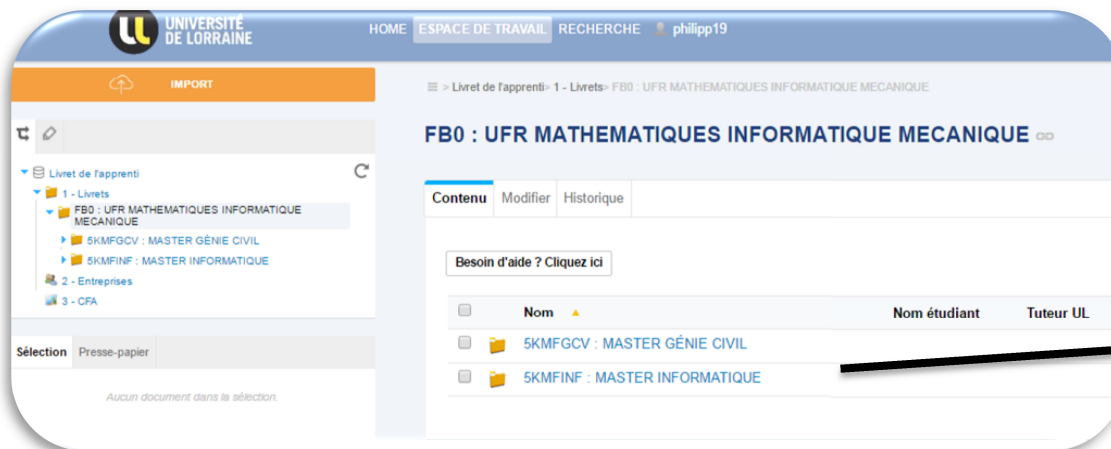 UNIVERSITÉ
DE LORRAINE
HOME ESPACE DE TRAVAIL RECHERCHE philipp19
IMPORT
> Livret de l'apprenti> 1 - Livrets> FB0 : UFR MATHEMATIQUES INFORMATIQUE MECANIQUE
FB0 : UFR MATHEMATIQUES INFORMATIQUE MECANIQUE
Livret de l'apprenti
1 - Livrets
FB0 : UFR MATHEMATIQUES INFORMATIQUE
MECANIQUE
5KMFGCV : MASTER GÉNIE CIVIL
5KMFINF : MASTER INFORMATIQUE
2 - Entreprises
3 - CFA
Sélection Presse-papier
Aucun document dans la sélection.
Contenu Modifier Historique
Besoin d'aide ? Cliquez ici
Nom Nom étudiant Tuteur UL
5KMFGCV : MASTER GÉNIE CIVIL
5KMFINF : MASTER INFORMATIQUE